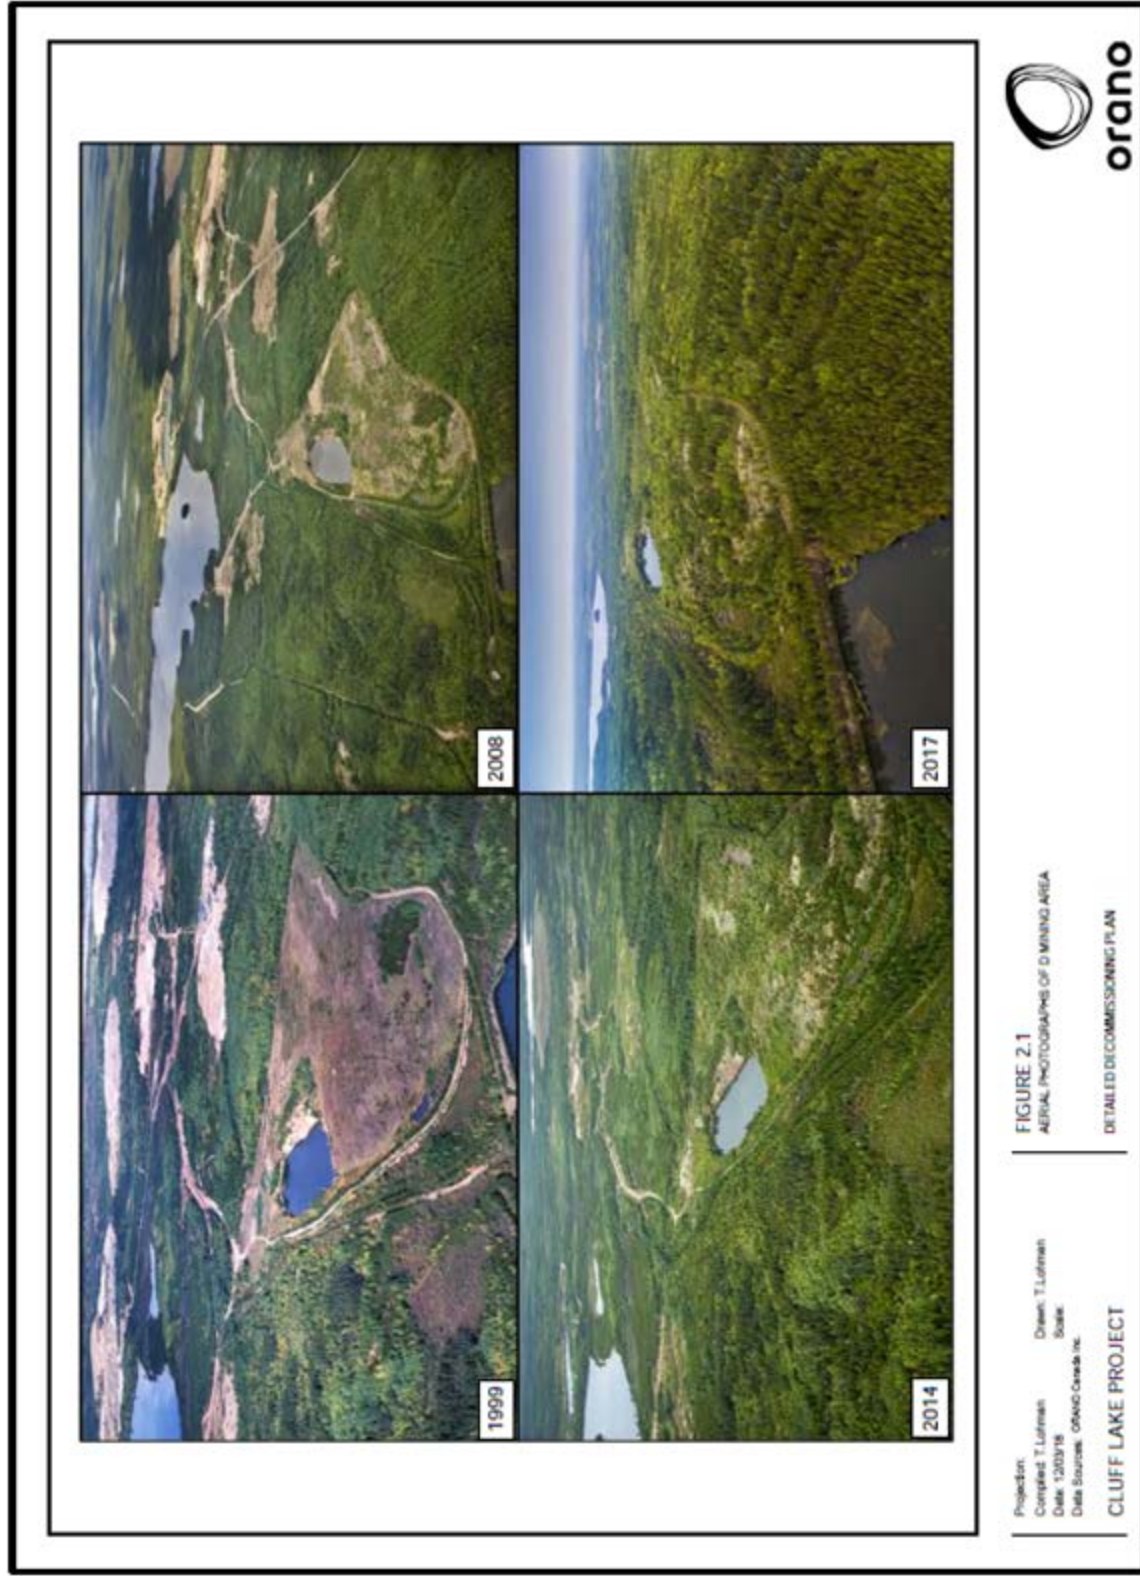 1999
2008
2014
2017
Projection:
Compiled: T.Lohman
Drawn: T.Lohman
Date: 12/03/18
Scale:
Data Sources: ORANO Canada Inc.
CLUFF LAKE PROJECT
FIGURE 2.1
AERIAL PHOTOGRAPHS OF D MINING AREA
DETAILED DECOMMISSIONING PLAN
orano